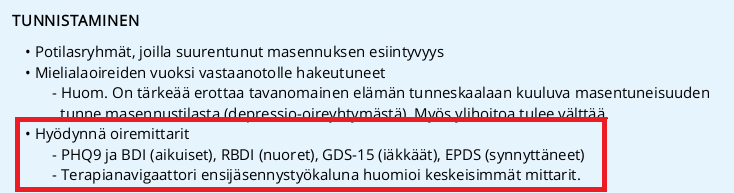 TUNNISTAMINEN
• Potilasryhmät, joilla suurentunut masennuksen esiintyvyys
• Mielialaoireiden vuoksi vastaanotolle hakeutuneet
- Huom. On tärkeää erottaa tavanomainen elämän tunneskaalaan kuuluva masentuneisuuden
tunne masennustilasta (depressio-oireyhtymästä). Myös ylihoitoa tulee välttää.
• Hyödynnä oiremittarit
- PHQ9 ja BDI (aikuiset), RBDI (nuoret), GDS-15 (iäkkäät), EPDS (synnyttäneet)
- Terapianavigaattori ensijäsennystyökaluna huomioi keskeisimmät mittarit.